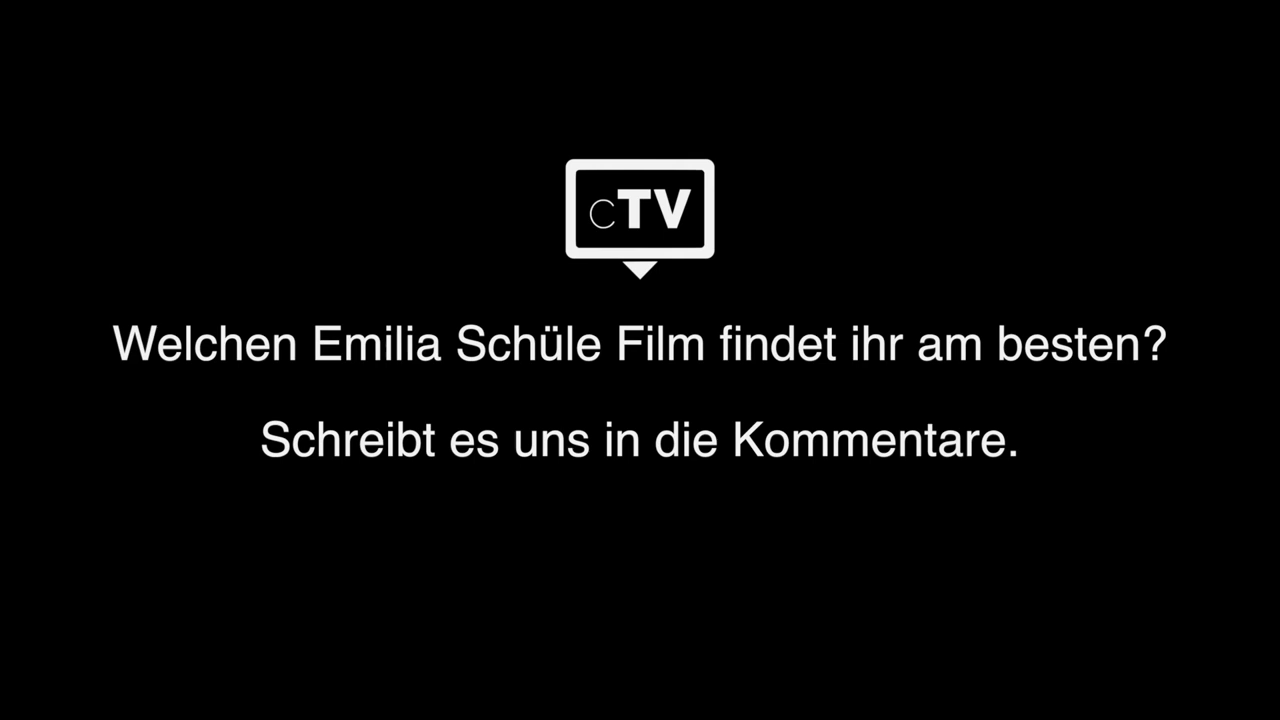 cTV
Welchen Emilia Schüle Film findet ihr am besten?
Schreibt es uns in die Kommentare.